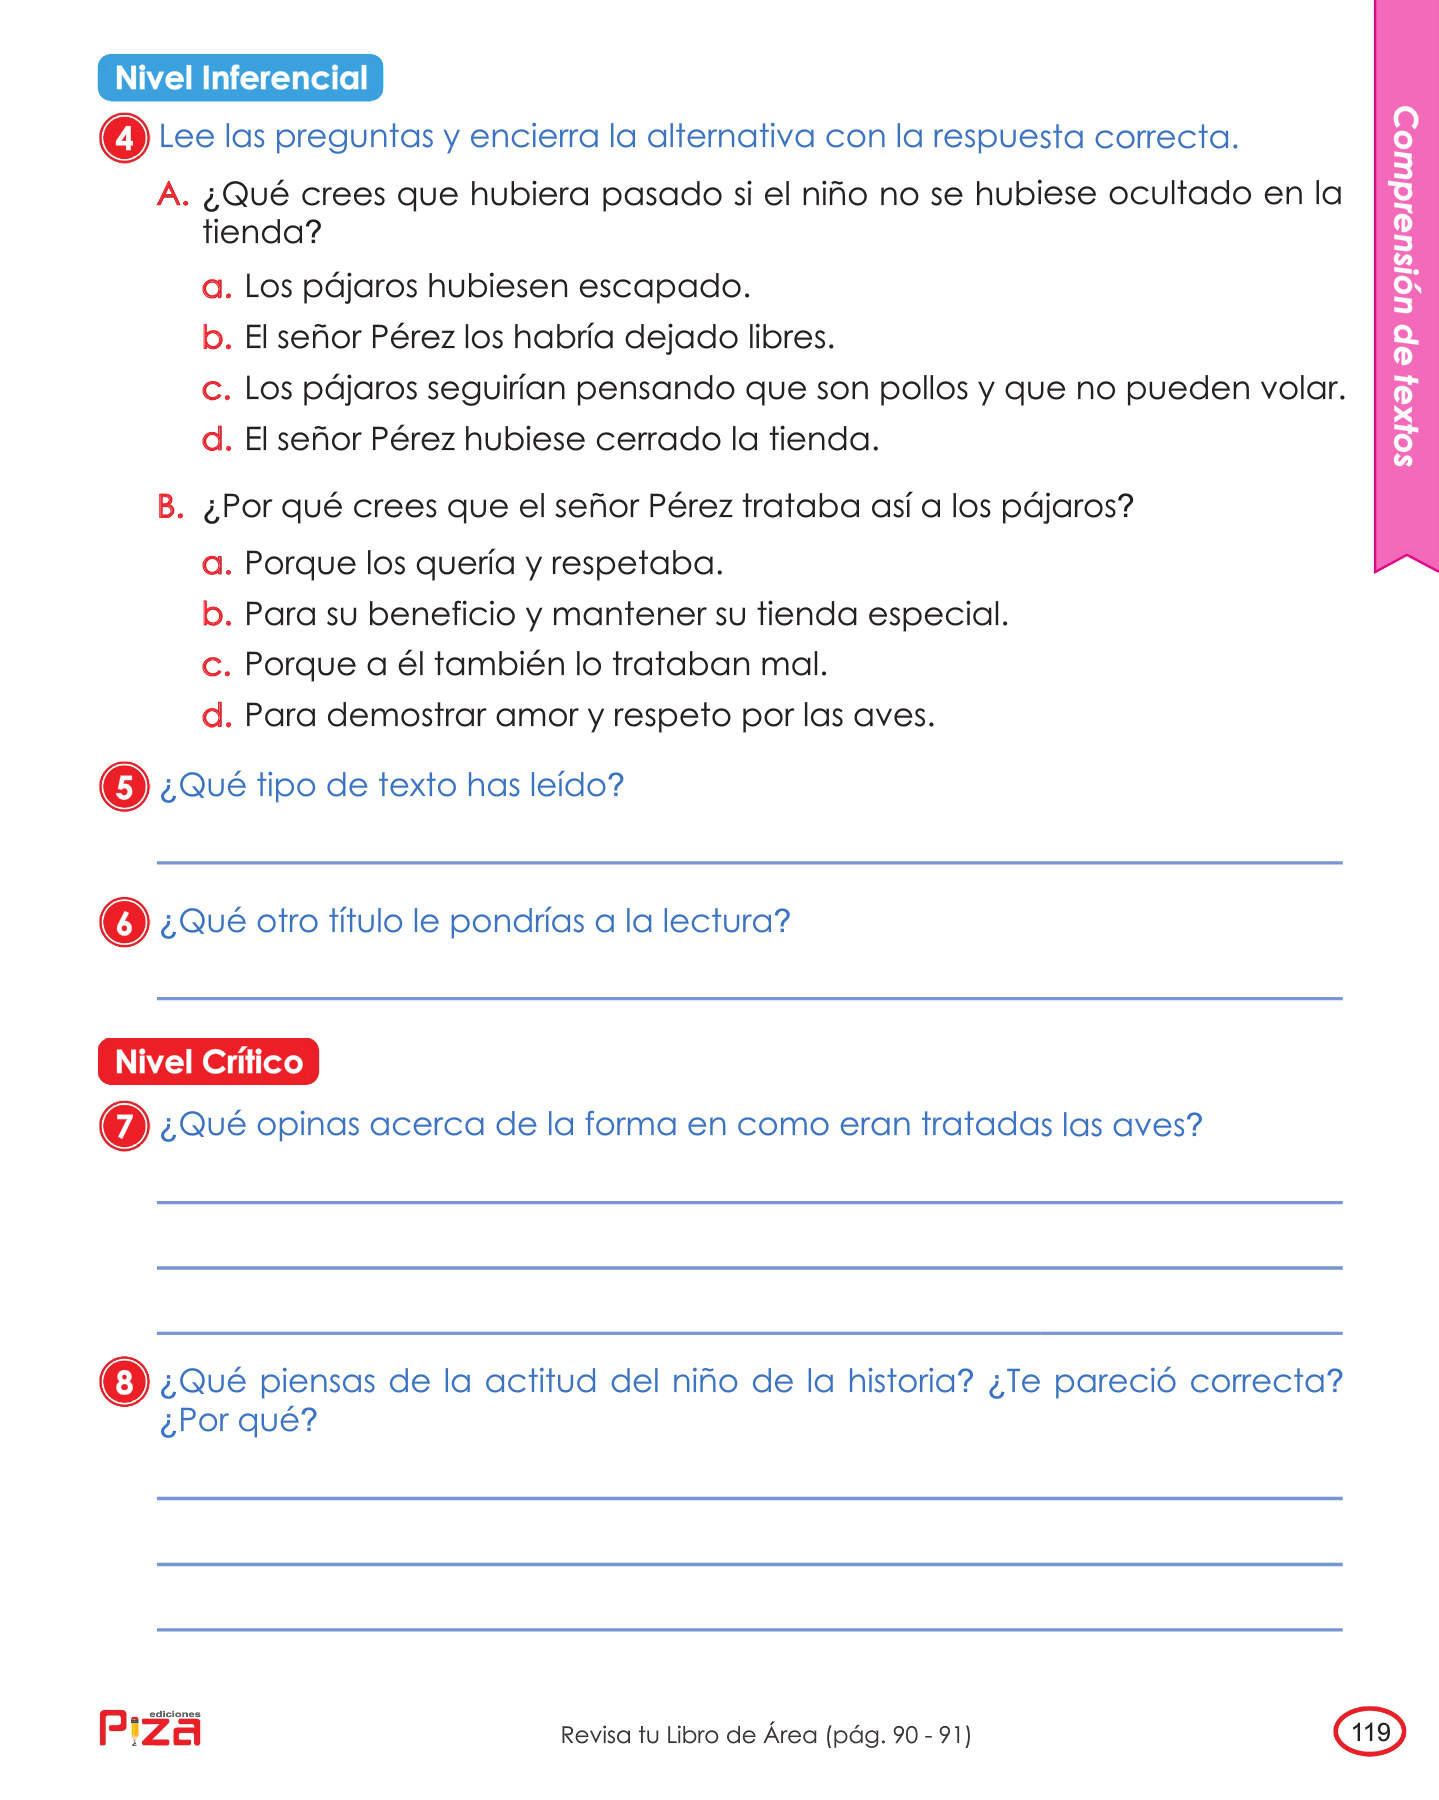 Nivel Inferencial
4 Lee las preguntas y encierra la alternativa con la respuesta correcta.
A. ¿Qué crees que hubiera pasado si el niño no se hubiese ocultado en la
tienda?
a. Los pájaros hubiesen escapado.
b. El señor Pérez los habría dejado libres.
c. Los pájaros seguirían pensando que son pollos y que no pueden volar.
d. El señor Pérez hubiese cerrado la tienda.
B. ¿Por qué crees que el señor Pérez trataba así a los pájaros?
a. Porque los quería y respetaba.
b. Para su beneficio y mantener su tienda especial.
c. Porque a él también lo trataban mal.
d. Para demostrar amor y respeto por las aves.
5 ¿Qué tipo de texto has leído?
6 ¿Qué otro título le pondrías a la lectura?
Nivel Crítico
7 ¿Qué opinas acerca de la forma en como eran tratadas las aves?
8 ¿Qué piensas de la actitud del niño de la historia? ¿Te pareció correcta?
¿Por qué?
Comprensión de textos
ediciones
Piza
Revisa tu Libro de Área (pág. 90 - 91)
119